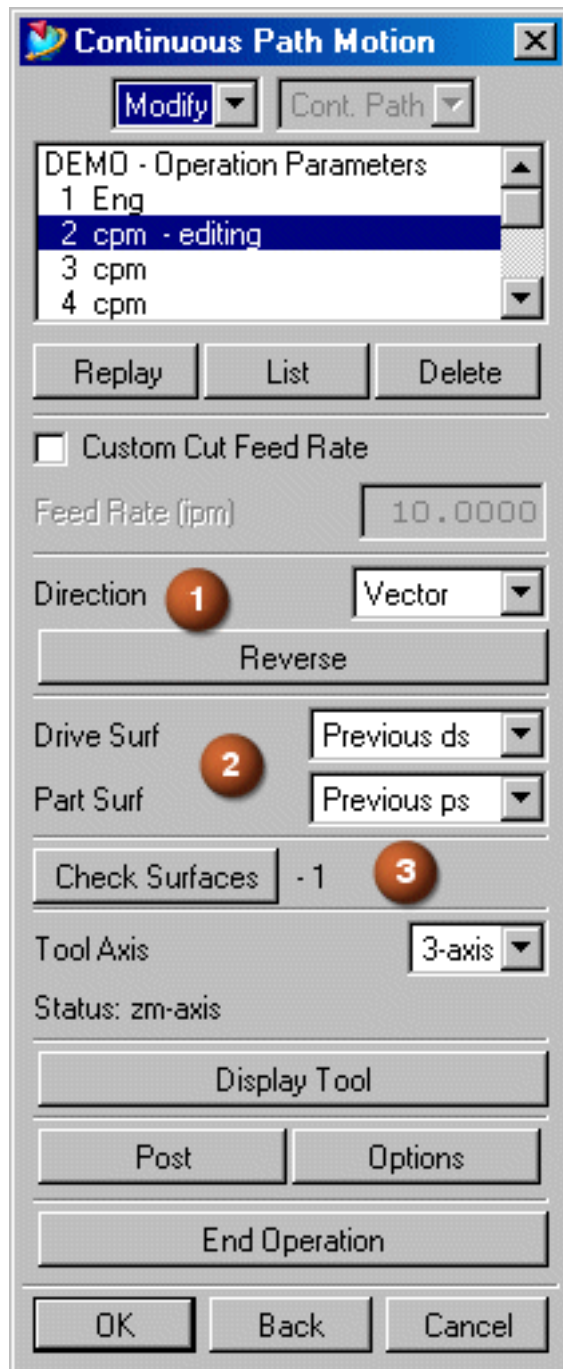 Continuous Path Motion
Modify Cont. Path
DEMO - Operation Parameters
1 Eng
2 cpm - editing
3 cpm
4 cpm
Replay List Delete
Custom Cut Feed Rate
Feed Rate (ipm) 10.0000
Direction 1 Vector
Reverse
Drive Surf Previous ds
2
Part Surf Previous ps
Check Surfaces - 1 3
Tool Axis 3-axis
Status: zm-axis
Display Tool
Post Options
End Operation
OK Back Cancel